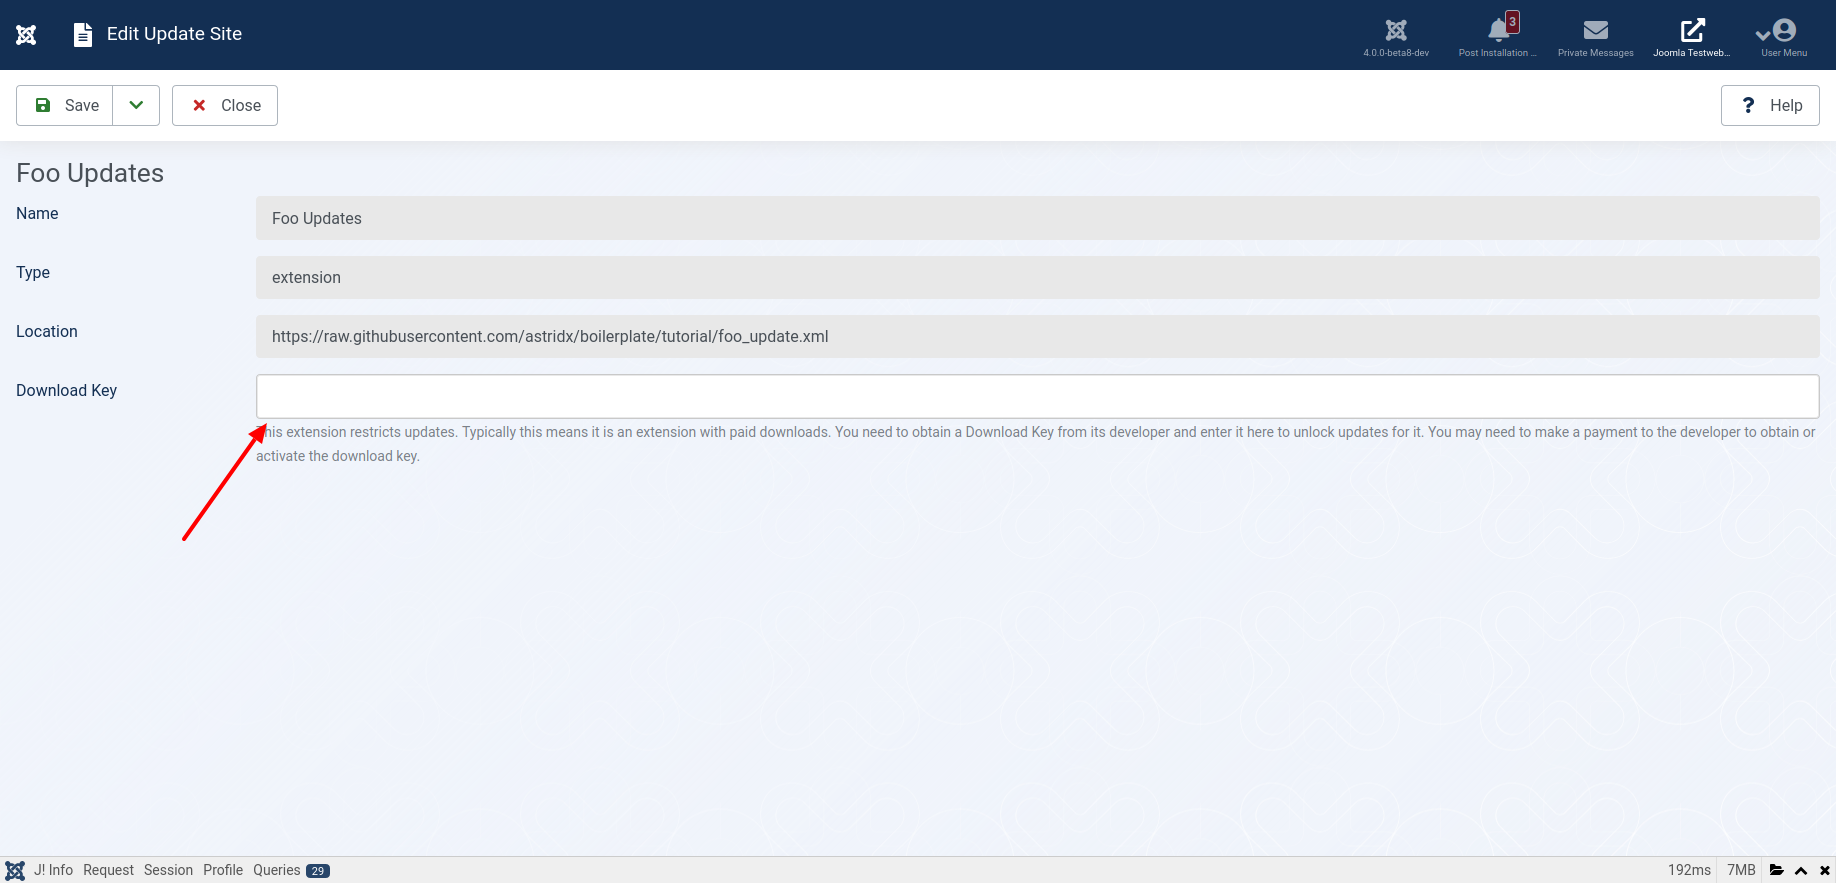 Edit Update Site
4.0.0-beta8-dev
3
Post Installation ...
Private Messages
Joomla Testweb...
User Menu
Save
Close
? Help
Foo Updates
Name
Foo Updates
Type
extension
Location
https://raw.githubusercontent.com/astridx/boilerplate/tutorial/foo_update.xml
Download Key
This extension restricts updates. Typically this means it is an extension with paid downloads. You need to obtain a Download Key from its developer and enter it here to unlock updates for it. You may need to make a payment to the developer to obtain or
activate the download key.
J! Info Request Session Profile Queries 29
192ms 7MB